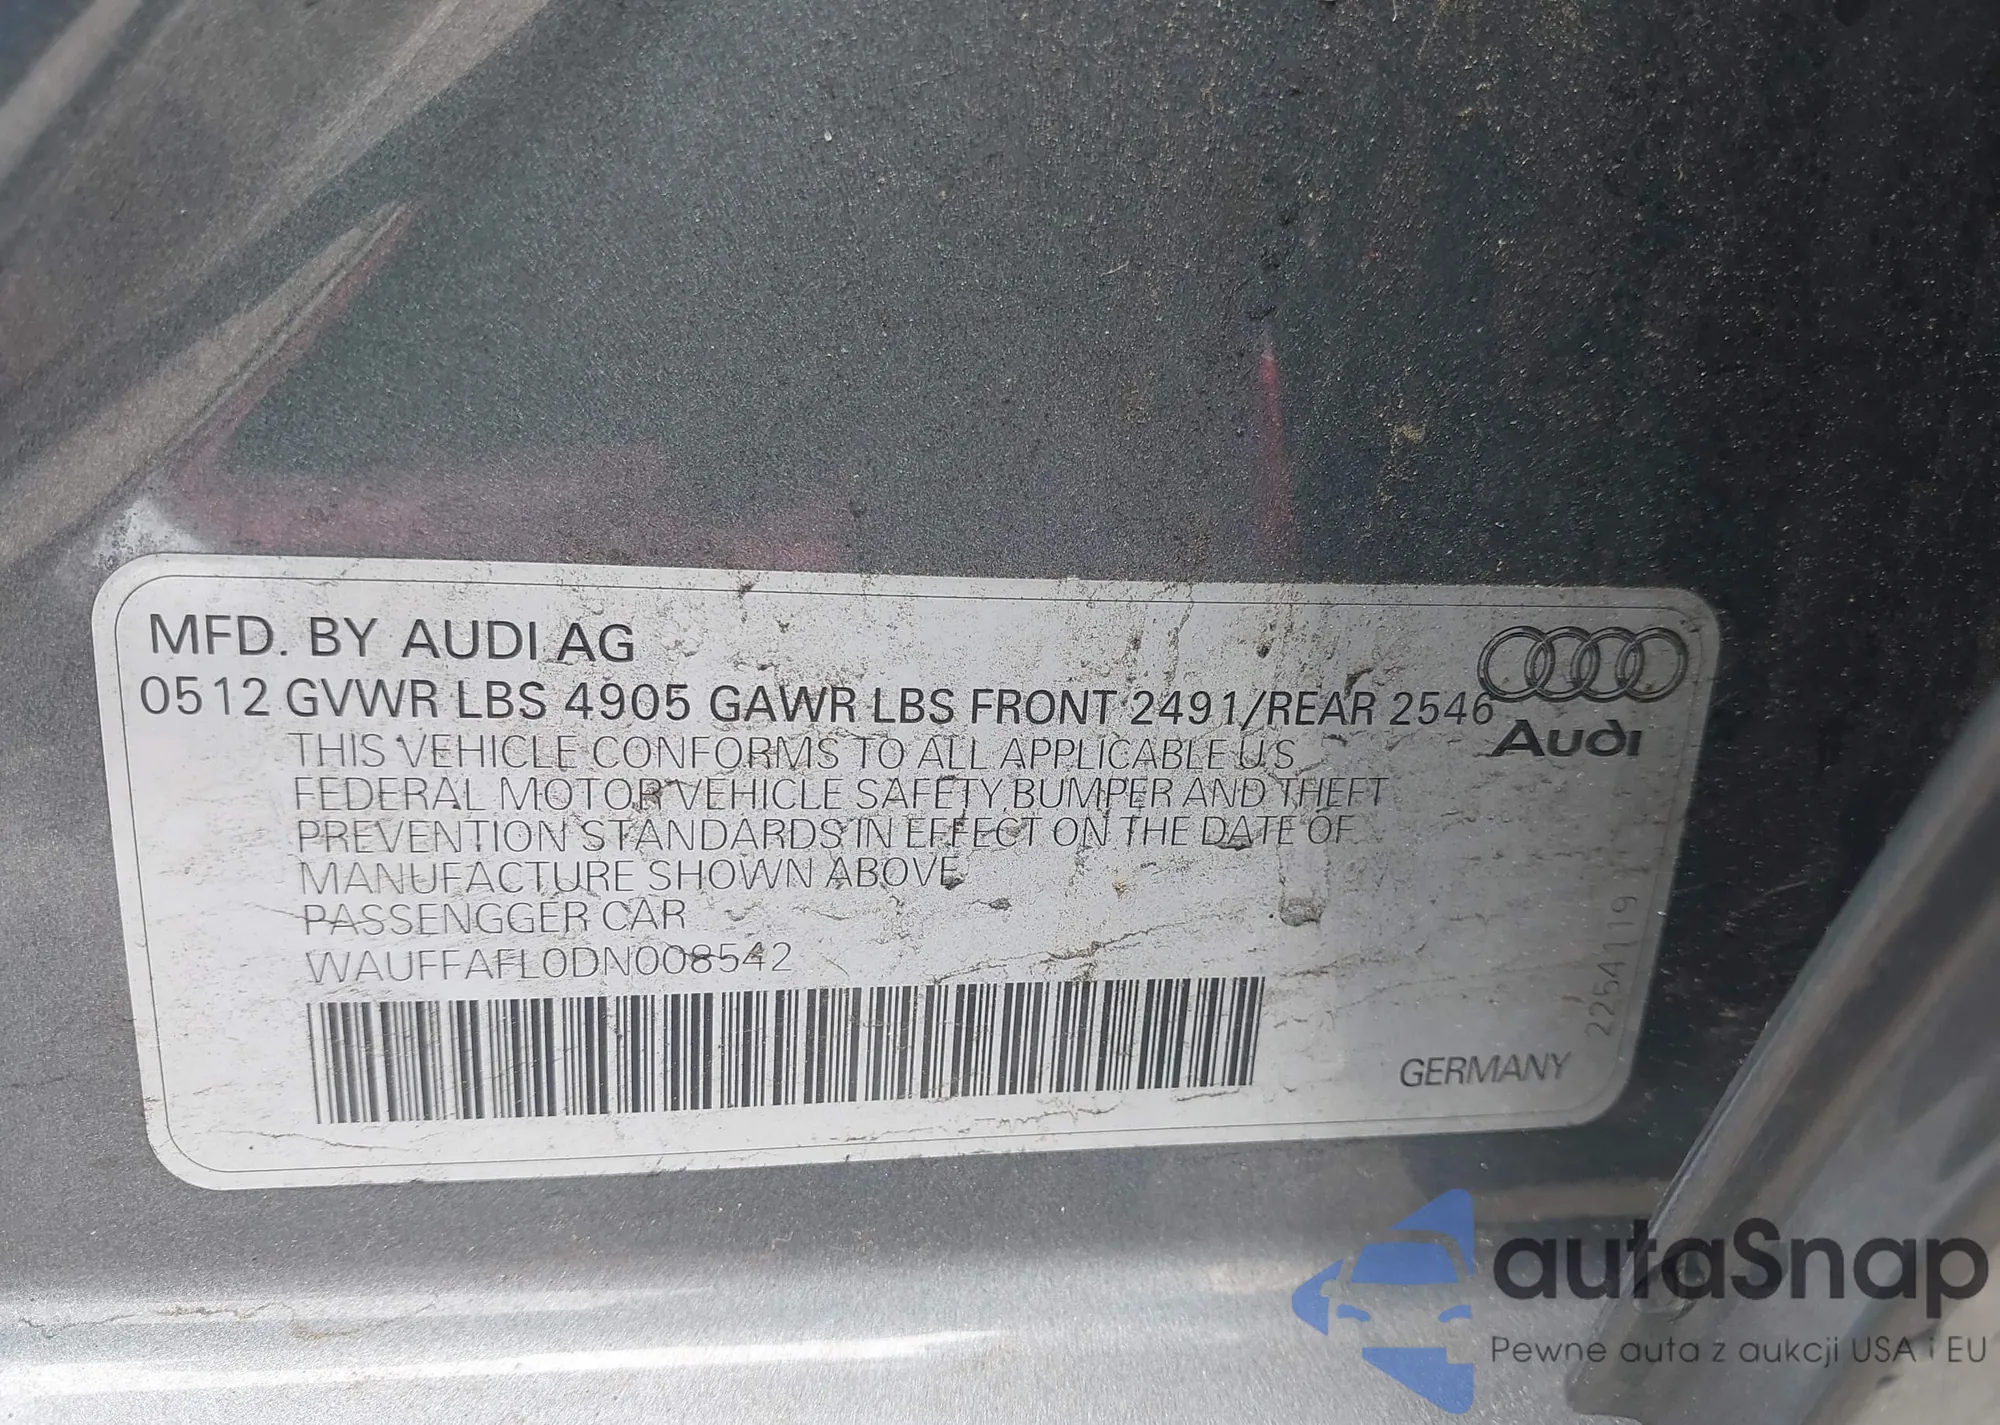 MFD. BY AUDI AG
0512 GVWR LBS 4905 GAWR LBS FRONT 2491/REAR 2546
Audi
THIS VEHICLE CONFORMS TO ALL APPLICABLE U.S
FEDERAL MOTOR VEHICLE SAFETY,BUMPER AND THEFT
PREVENTION STANDARDS IN EFFECT ON THE DATE OF
MANUFACTURE SHOWN ABOVE
PASSENGGER CAR
WAUFFAFL0DN008542
GERMANY
2254119
autaSnap
Pewne auta z aukcji USA i EU